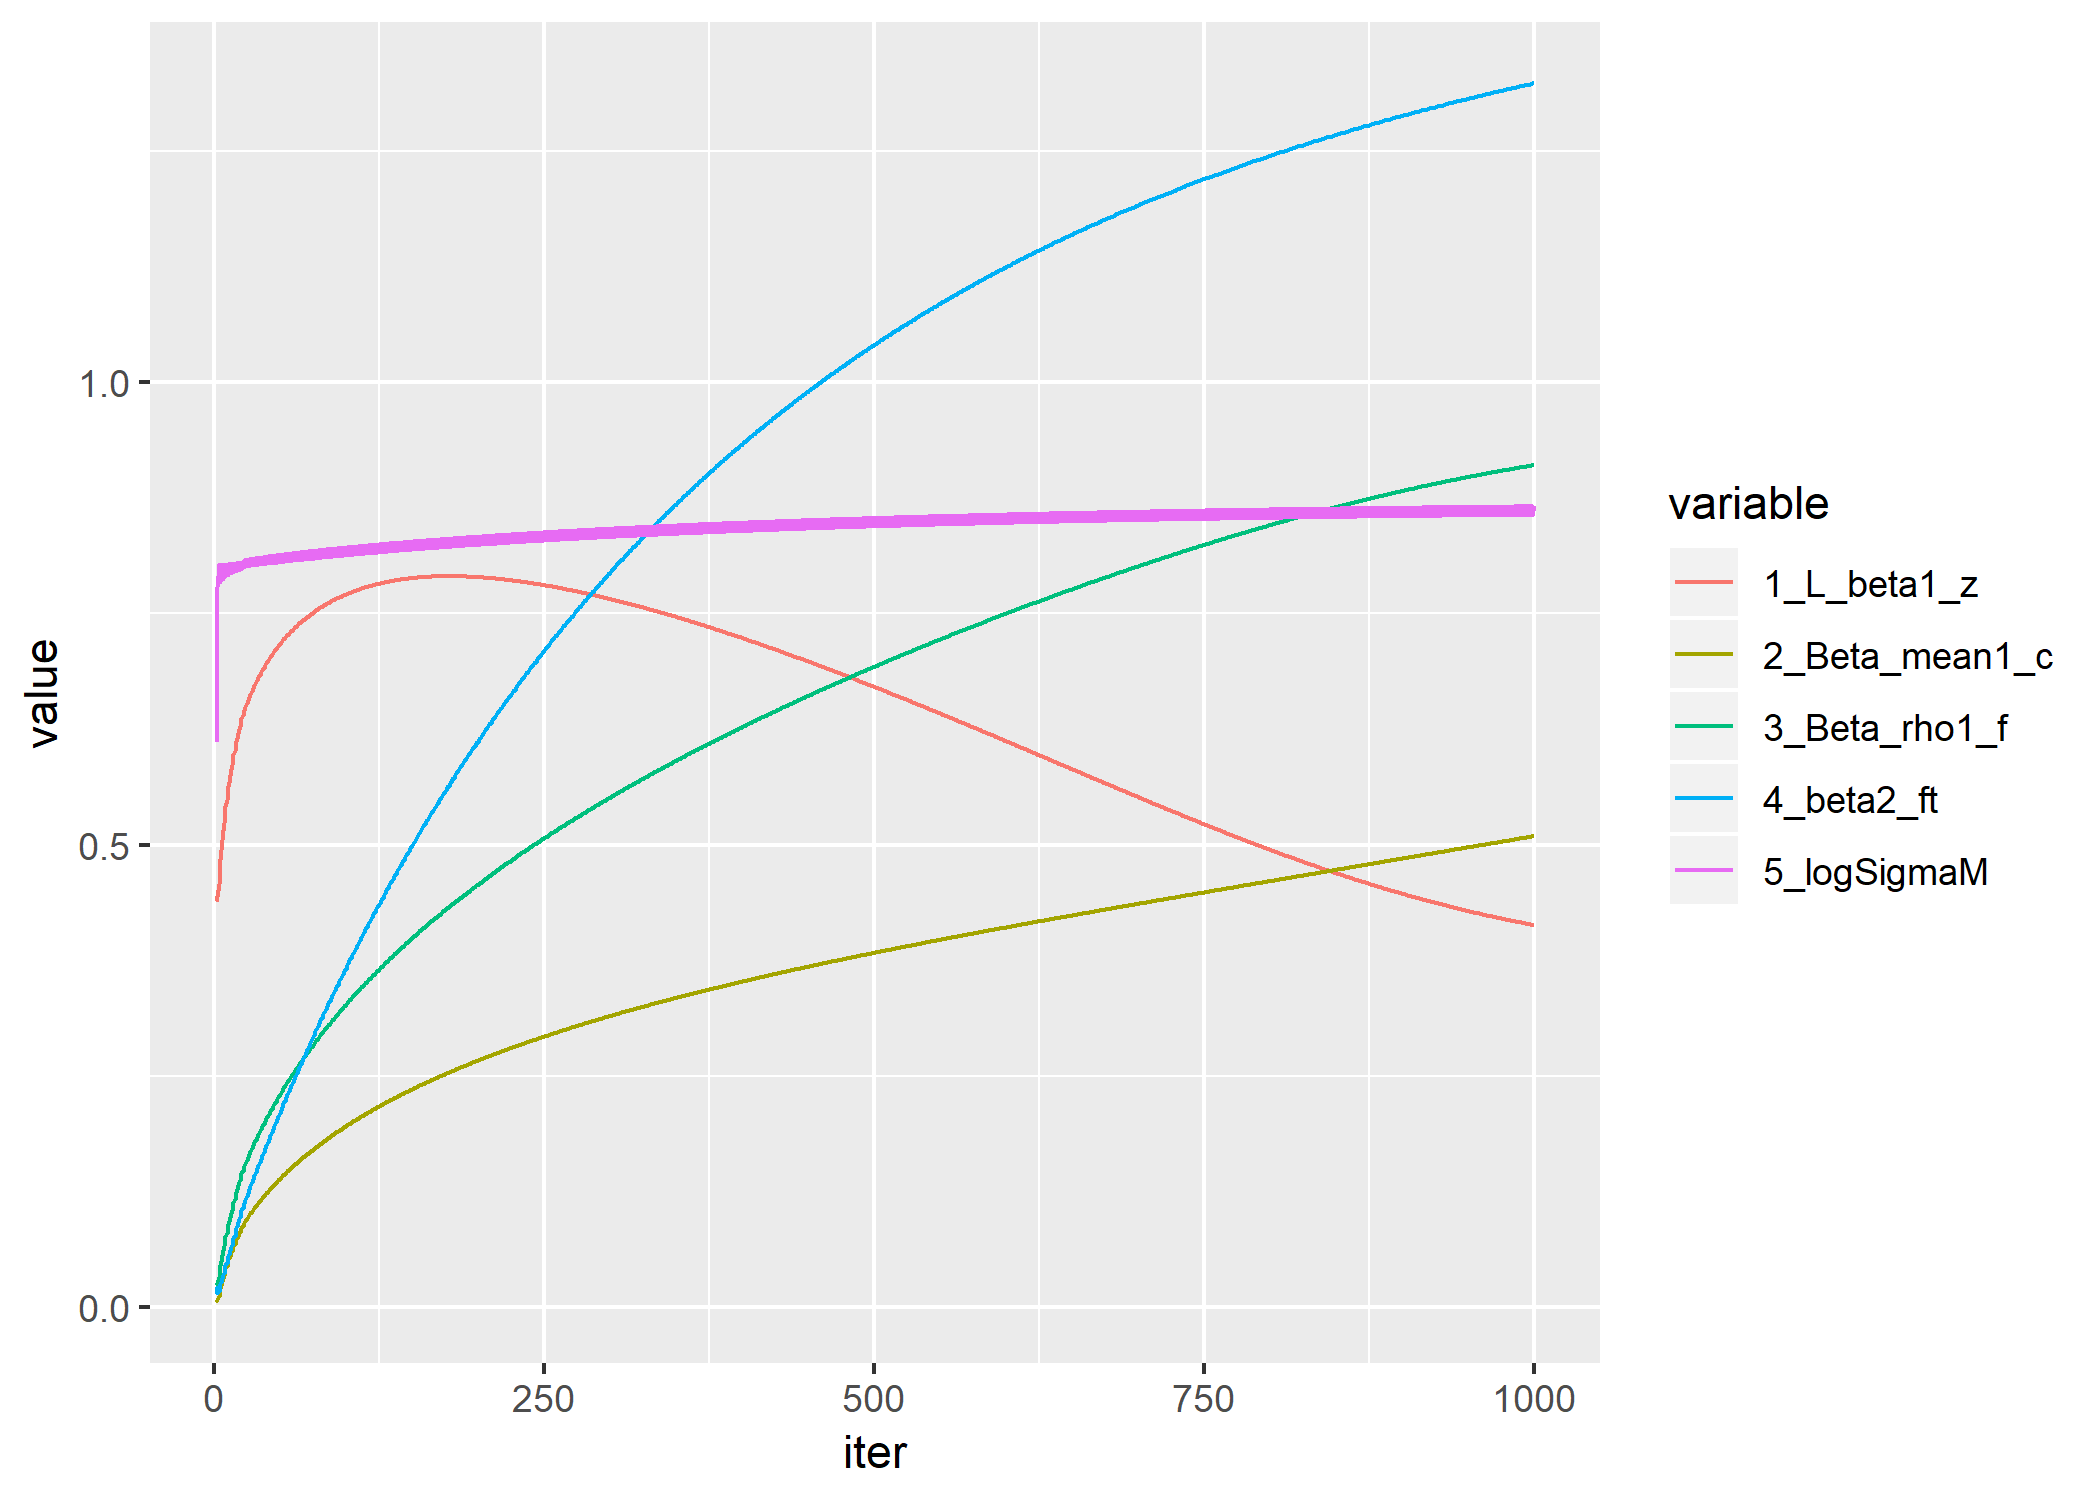 value
1.0
0.5
0.0
0
250
500
750
1000
iter
variable
1_L_beta1_z
2_Beta_mean1_c
3_Beta_rho1_f
4_beta2_ft
5_logSigmaM